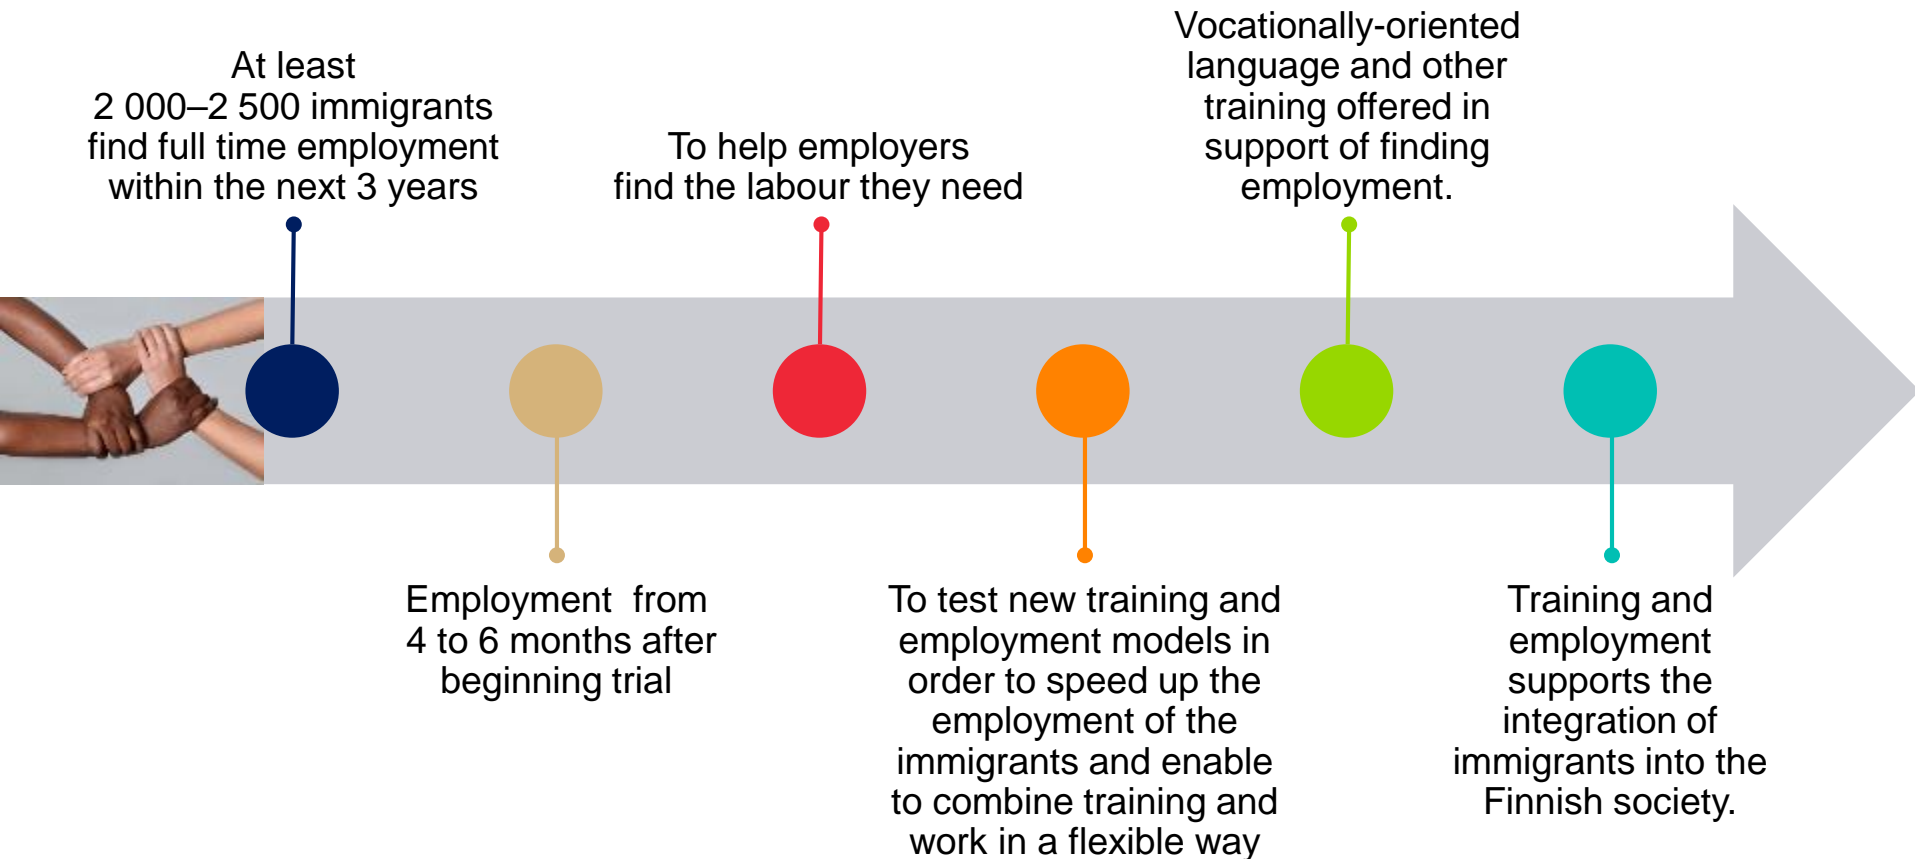 At least
2 000–2 500 immigrants
find full time employment
within the next 3 years
Employment  from
4 to 6 months after
beginning trial
To help employers
find the labour they need
To test new training and
employment models in
order to speed up the
employment of the
immigrants and enable
to combine training and
work in a flexible way
Vocationally-oriented
language and other
training offered in
support of finding
employment.
Training and
employment
supports the
integration of
immigrants into the
Finnish society.